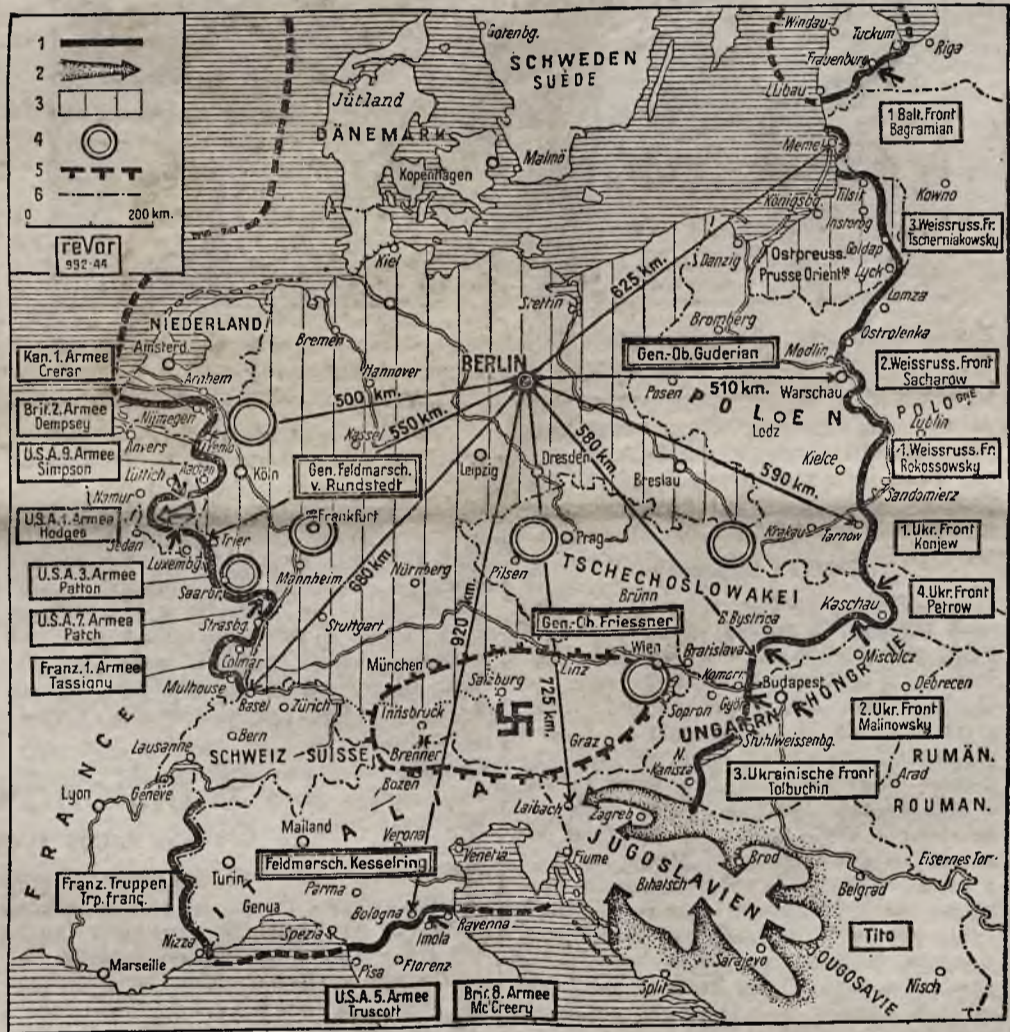 1
2
3
4
5
6
0 200 km.
reVor
992-44
Gotenbg.
SCHWEDEN
SUÈDE
Jütland
DÄNEMARK
Kopenhagen
Malmö
Windau
Tuckum
Riga
Frauenburg
Libau
1 Balt. Front
Bagramian
Memel
Tilsit
Kowno
Königsbg.
Insterbg
3. Weissruss. Fr.
Tscherniakowsky
Goldap
Ostpreuss.
Prusse Orientle
Lyck
Danzig
Kiel
625 km.
Stettin
Lomza
Bromberg
Ostrolenka
NIEDERLAND
Amsterd.
Bremen
Kan. 1. Armee
Crerar
Arnhem
Hannover
BERLIN
Gen.-Ob. Guderian
Modlin
2. Weissruss. Front
Sacharow
510 km.
Posen
Warschau
Brit. 2. Armee
Dempsey
Nijmegen
500 km.
550 km.
580 km.
POLEN
POLOGNE
Lodz
Lublin
Anvers
Venlo
Kassel
U.S.A. 9. Armee
Simpson
Lüttich
Aachen
Köln
Gen. Feldmarsch.
v. Rundstedt
Leipzig
Dresden
Breslau
590 km.
Kielce
1. Weissruss. Fr.
Rokossowsky
Sandomierz
Namur
U.S.A. 1. Armee
Hodges
Sedan
Trier
Frankfurt
Prag
Krakau
Tarnow
1. Ukr. Front
Konjew
Luxembg
U.S.A. 3. Armee
Patton
Mannheim
680 km.
Nürnberg
Pilsen
TSCHECHOSLOWAKEI
Brünn
Saarbr.
4. Ukr. Front
Petrow
Kaschau
U.S.A. 7. Armea
Patch
Strasbg.
Stuttgart
920 km.
Gen.-Ob. Friessner
B. Bystrica
Colmar
Franz. 1. Armee
Tassigny
München
Linz
Wien
Bratislava
Miscolcz
Mulhouse
Basel
Zürich
Salzburg
725 km.
Komorn
Budapest
Debrecen
Györ
Sopron
UNGARN
HONGRIE
2. Ukr. Front
Malinowsky
Innsbruck
Bern
SCHWEIZ
SUISSE
Lausanne
Brenner
Graz
Stuhlweissenbg.
N. Kanisza
RUMÄN.
Bozen
3. Ukrainische Front
Tolbuchin
Arad
ROUMAN.
Lyon
Genève
FRANCE
Laibach
Zagreb
Mailand
Verona
Venetia
Fiume
JUGOSLAVIEN
Eisernes Tor
Feldmarsch. Kesselring
ITALIA
Turin
Franz. Truppen
Trp. franç.
Parma
Brod
Bihatsch
Belgrad
Genua
Bologna
Imola
Ravenna
Nizza
Spezia
Tito
Marseille
Pisa
Florenz
Sarajevo
YOUGOSAVIE
Split
Nisch
U.S.A. 5. Armee
Truscott
Brit. 8. Armee
Mc'Creery